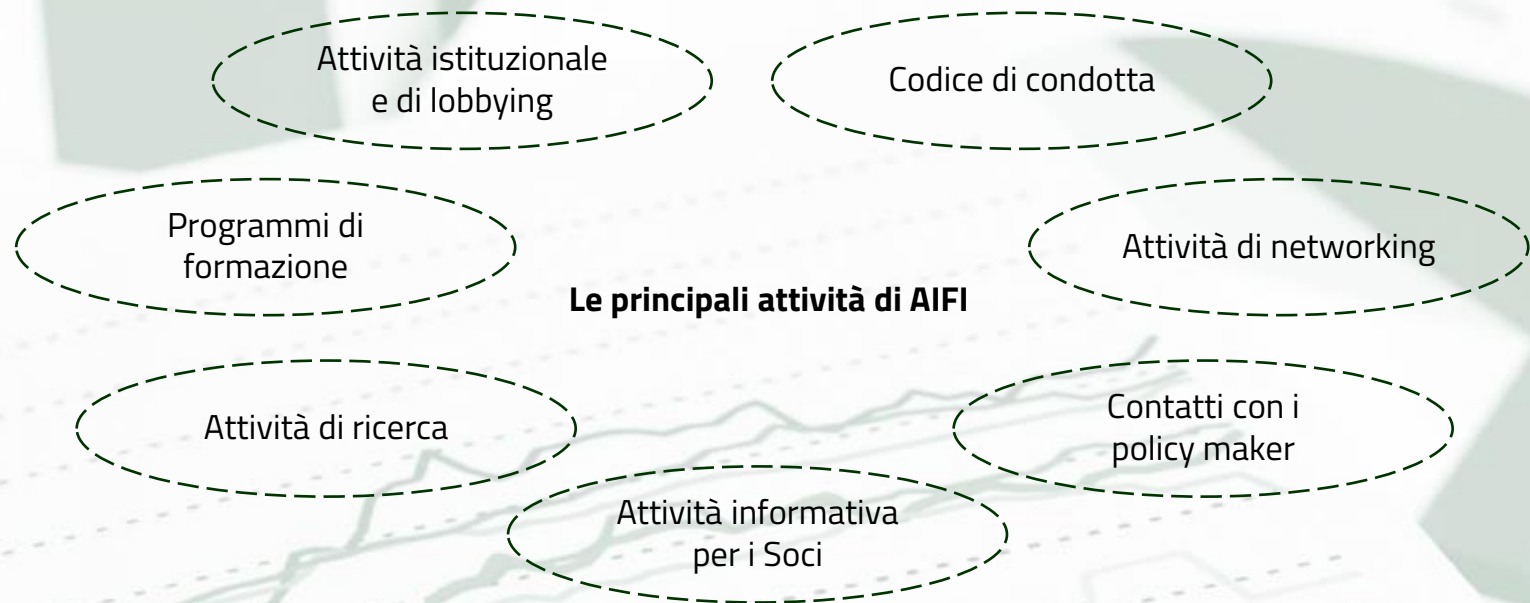 Attività istituzionale
e di lobbying
Codice di condotta
Programmi di
formazione
Attività di networking
Le principali attività di AIFI
Attività di ricerca
Contatti con i
policy maker
Attività informativa
per i Soci